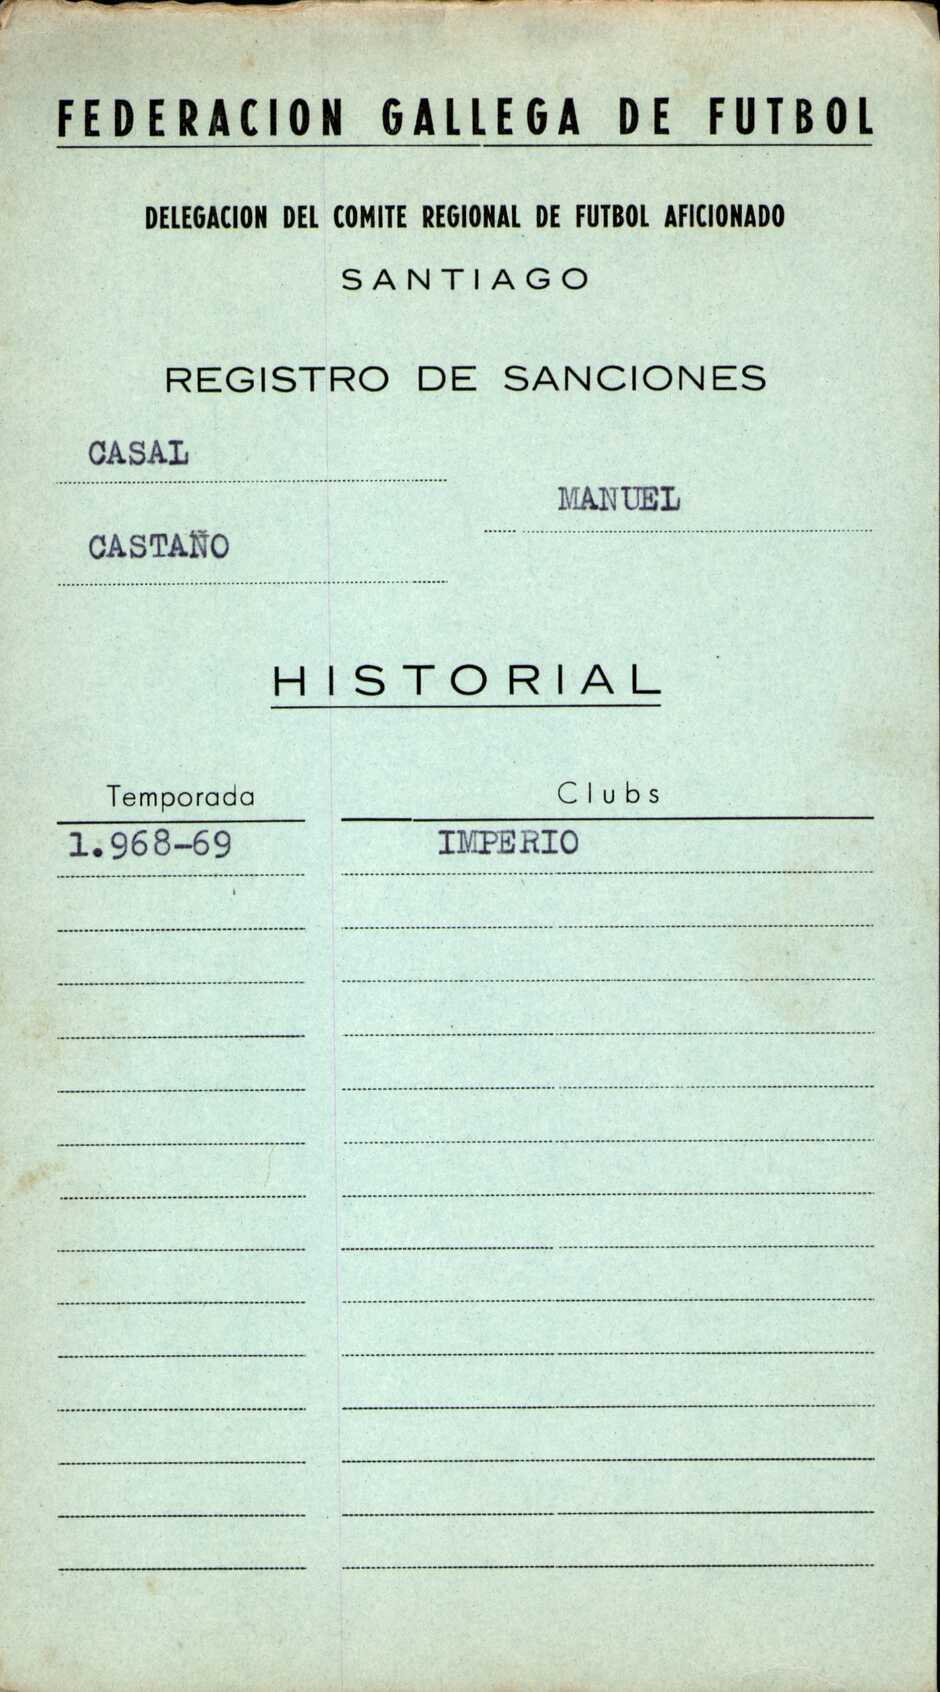 FEDERACION GALLEGA DE FUTBOL
DELEGACION DEL COMITE REGIONAL DE FUTBOL AFICIONADO
SANTIAGO
REGISTRO DE SANCIONES
CASAL
MANUEL
CASTAÑO
HISTORIAL
Temporada Clubs
1.968-69 IMPERIO